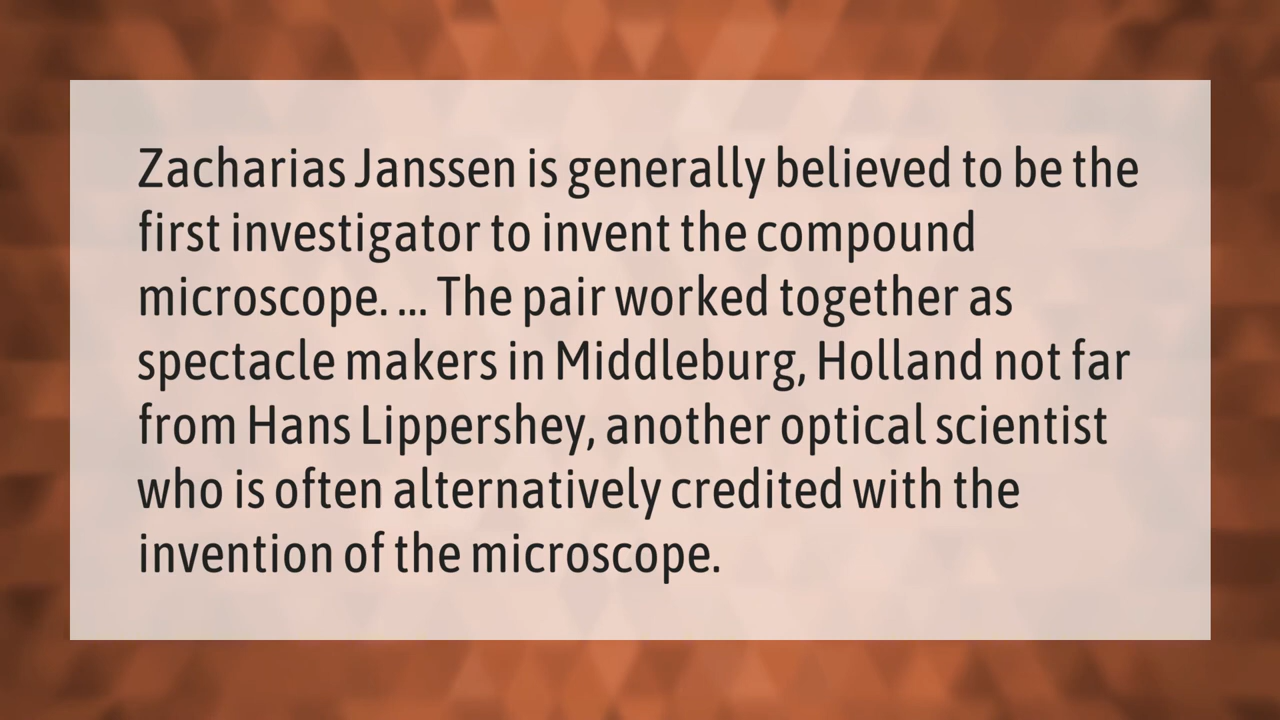 Zacharias Janssen is generally believed to be the
first investigator to invent the compound
microscope. ... The pair worked together as
spectacle makers in Middleburg, Holland not far
from Hans Lippershey, another optical scientist
who is often alternatively credited with the
invention of the microscope.